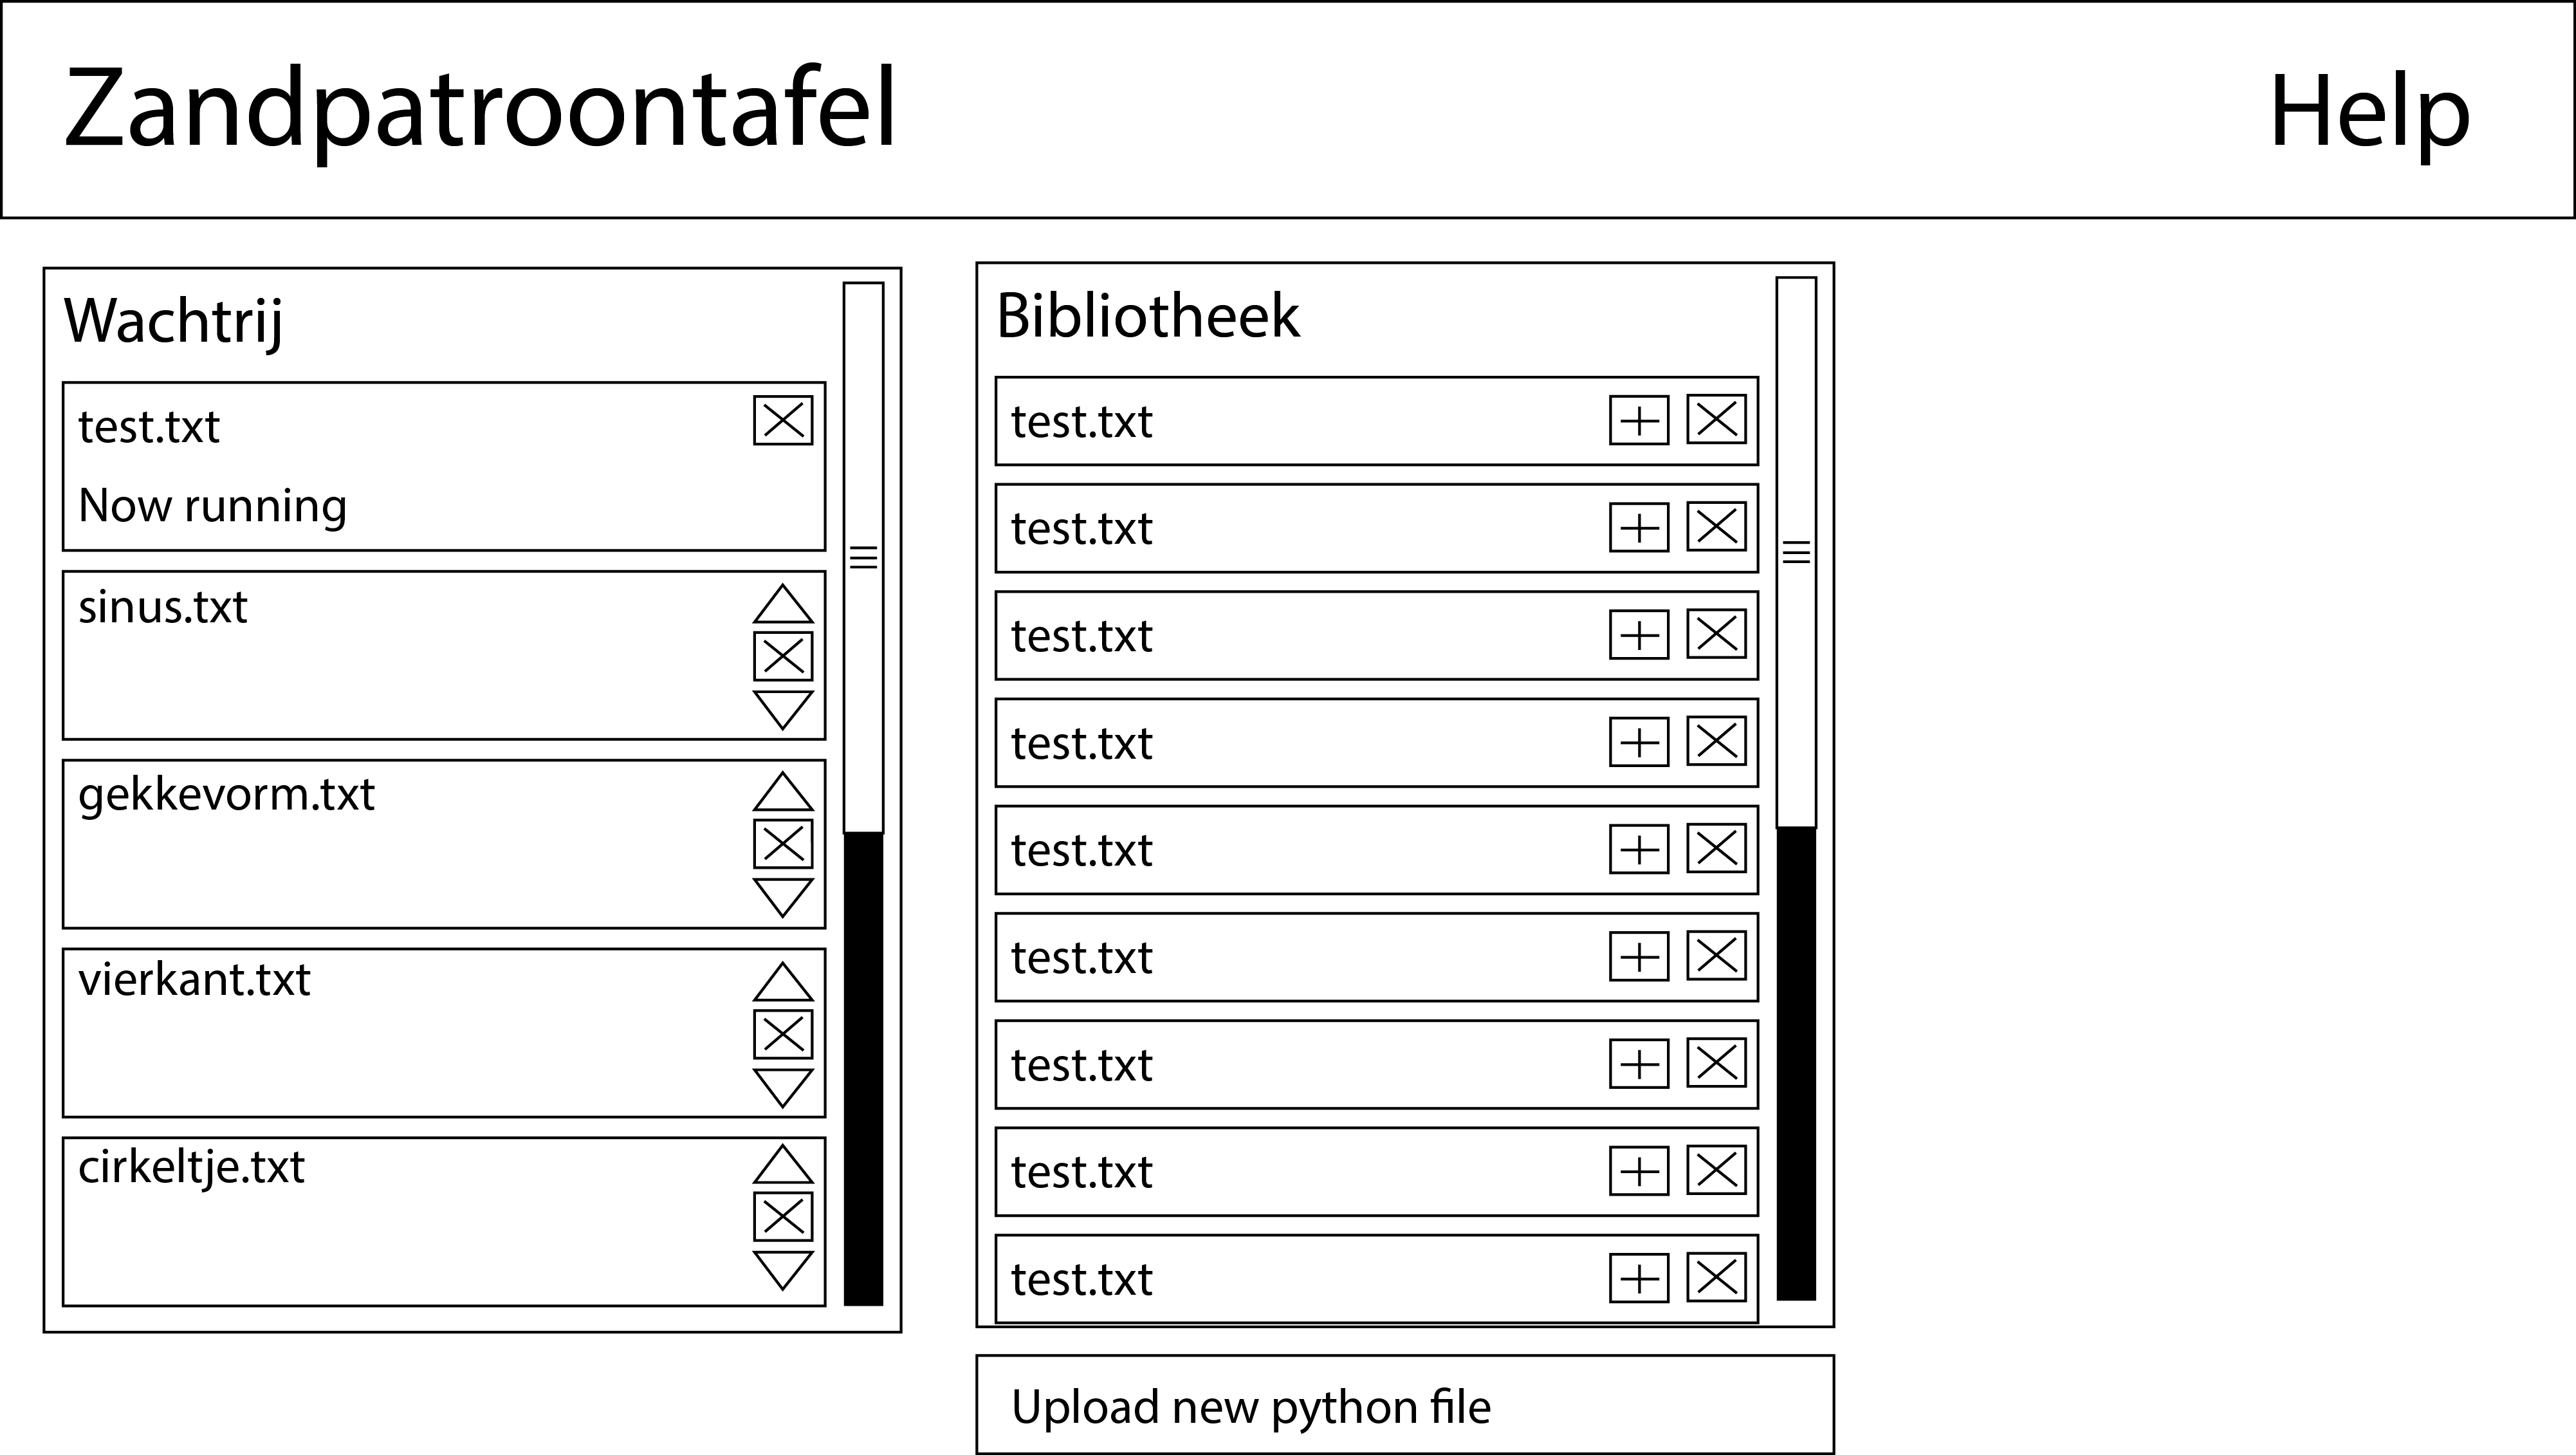 Zandpatroontafel
Help
Wachtrij
test.txt
Now running
sinus.txt
gekkevorm.txt
vierkant.txt
cirkeltje.txt
Bibliotheek
test.txt
test.txt
test.txt
test.txt
test.txt
test.txt
test.txt
test.txt
test.txt
Upload new python file